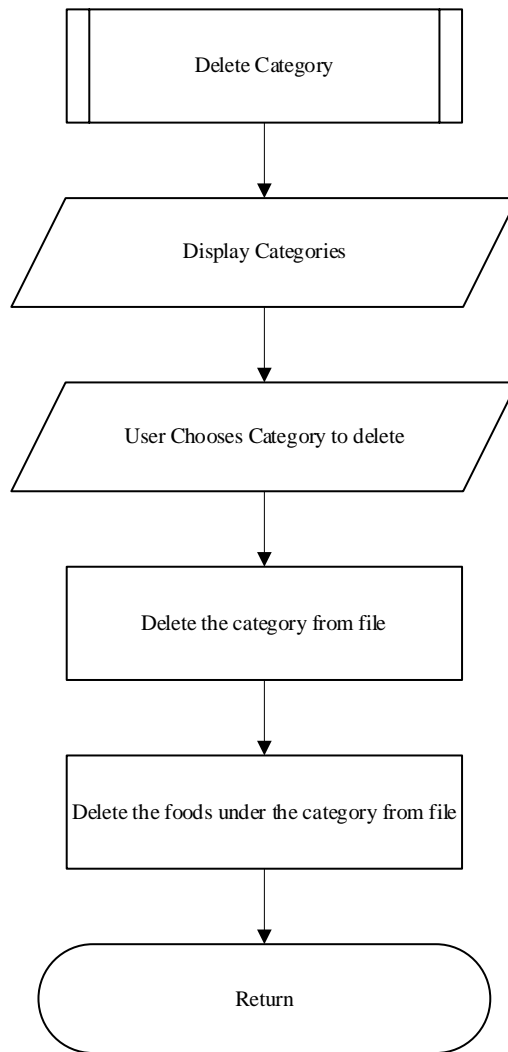 Delete Category
Display Categories
User Chooses Category to delete
Delete the category from file
Delete the foods under the category from file
Return